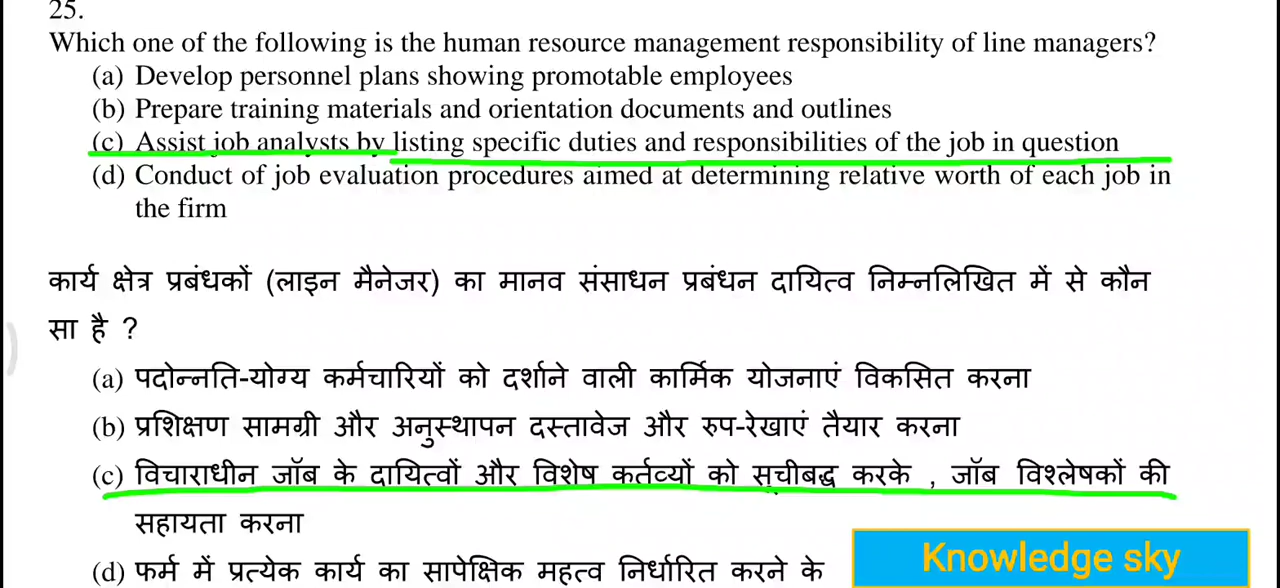 25.
Which one of the following is the human resource management responsibility of line managers?
(a) Develop personnel plans showing promotable employees
(b) Prepare training materials and orientation documents and outlines
(c) Assist job analysts by listing specific duties and responsibilities of the job in question
(d) Conduct of job evaluation procedures aimed at determining relative worth of each job in
the firm
कार्य क्षेत्र प्रबंधकों (लाइन मैनेजर) का मानव संसाधन प्रबंधन दायित्व निम्नलिखित में से कौन
सा है ?
(a) पदोन्नति-योग्य कर्मचारियों को दर्शाने वाली कार्मिक योजनाएं विकसित करना
(b) प्रशिक्षण सामग्री और अनुस्थापन दस्तावेज और रुप-रेखाएं तैयार करना
(c) विचाराधीन जॉब के दायित्वों और विशेष कर्तव्यों को सूचीबद्ध करके , जॉब विश्लेषकों की
सहायता करना
(d) फर्म में प्रत्येक कार्य का सापेक्षिक महत्व निर्धारित करने के
Knowledge sky